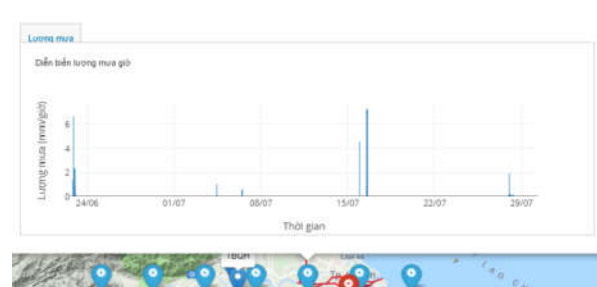 Lượng mưa
Diễn biến lượng mưa giờ
Lượng mưa (mm/giờ)
6
4
2
0
24/06 01/07 08/07 15/07 22/07 29/07
Thời gian
TBQH